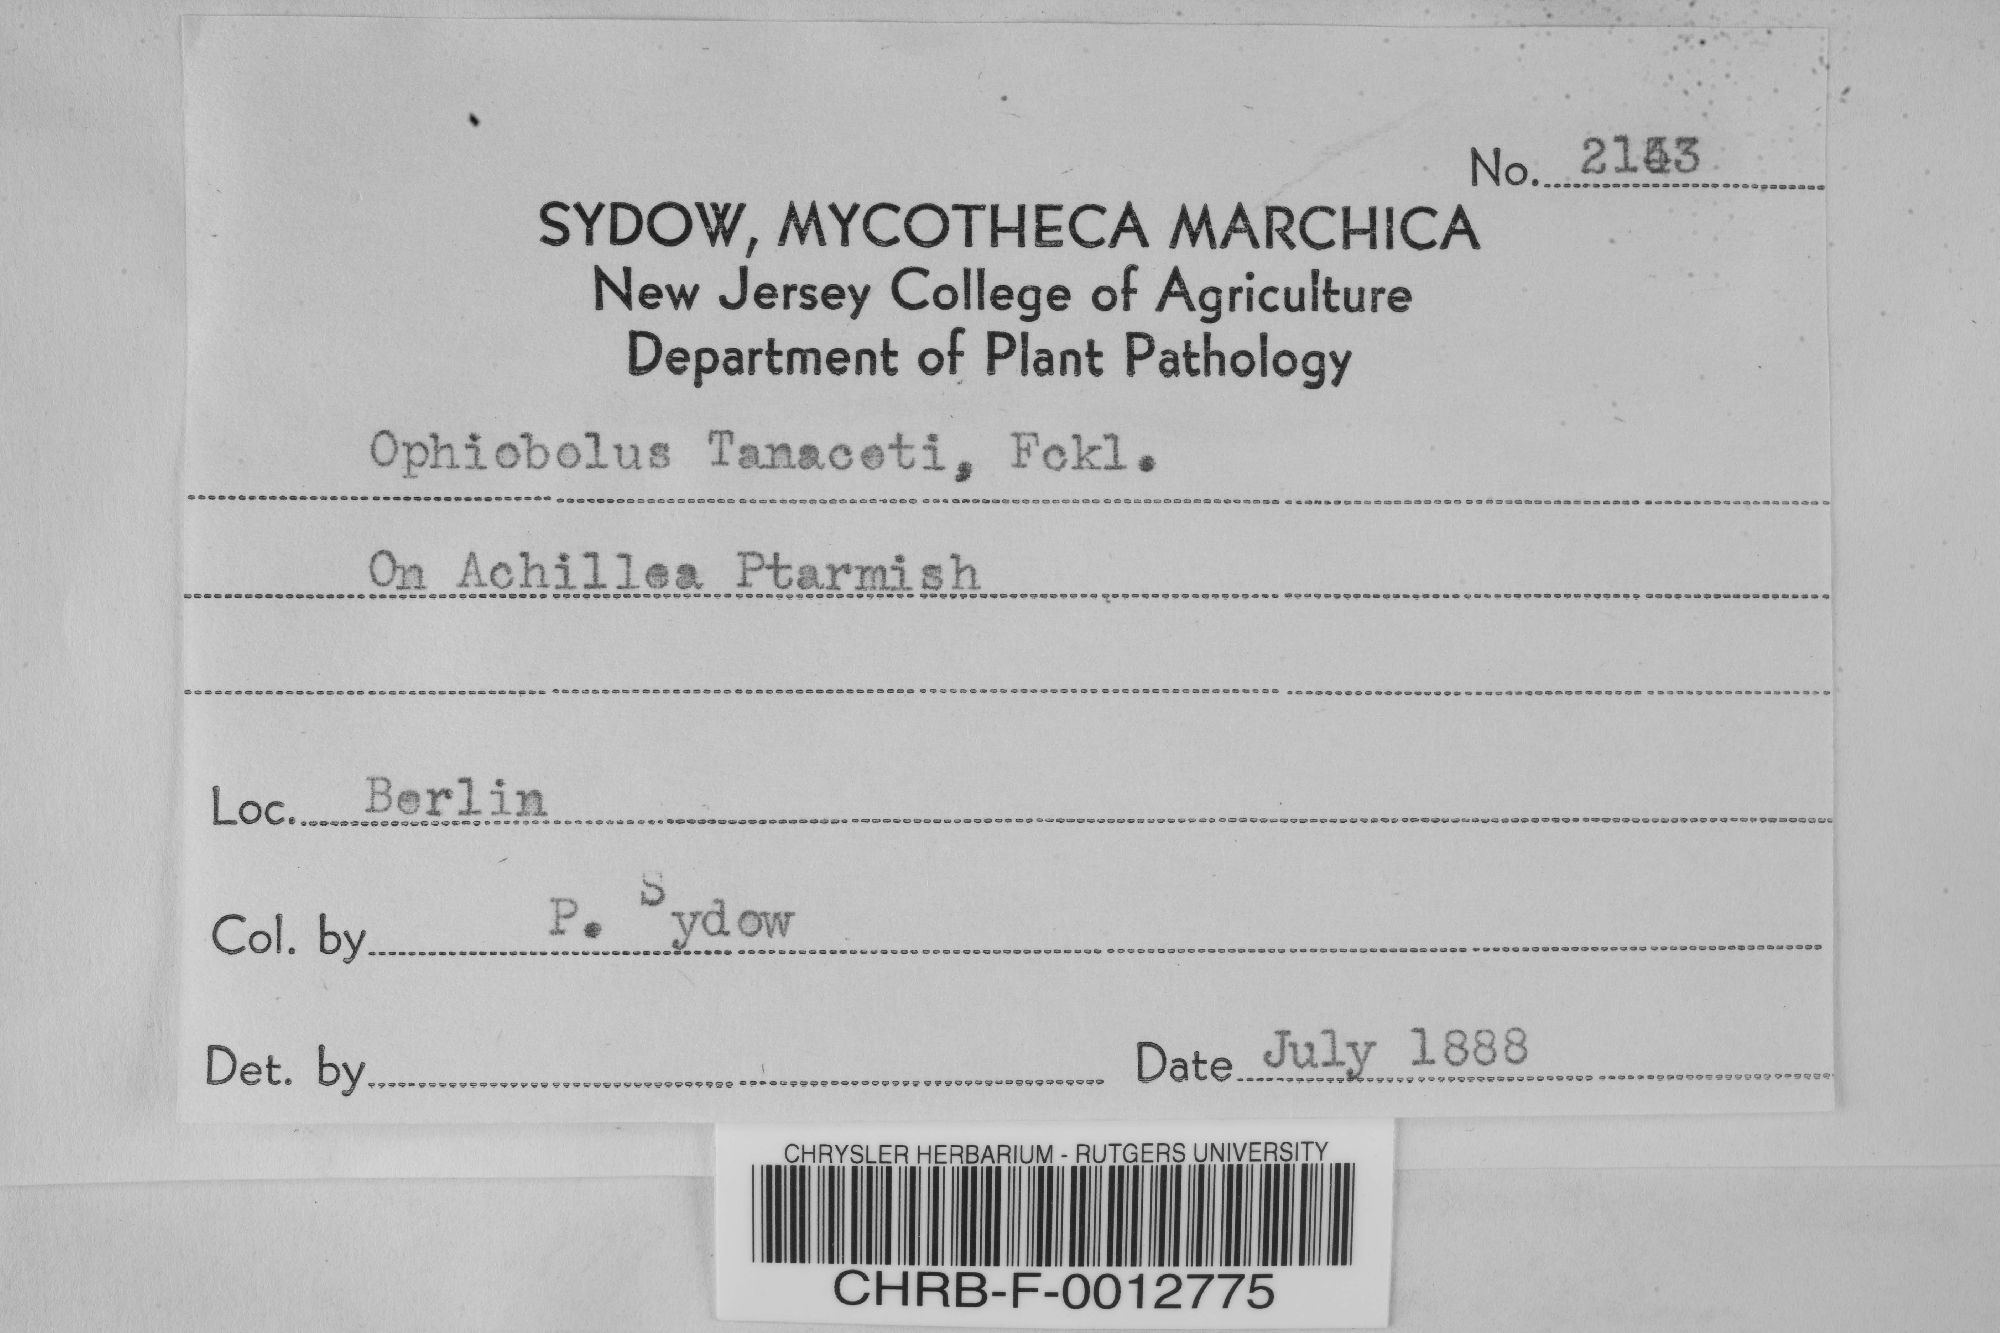 No.
SYDOW, MYCOTHECA MARCHICA
New Jersey College of Agriculture
Department of Plant Pathology
Ophiobolus Tanaceti, Fckl.
On Achillea Ptarmish
Loc. Berlin
Col. by P. Sydow
Det. by Date July 1888
CHRYSLER HERBARIUM - RUTGERS UNIVERSITY
CHRB-F-0012775